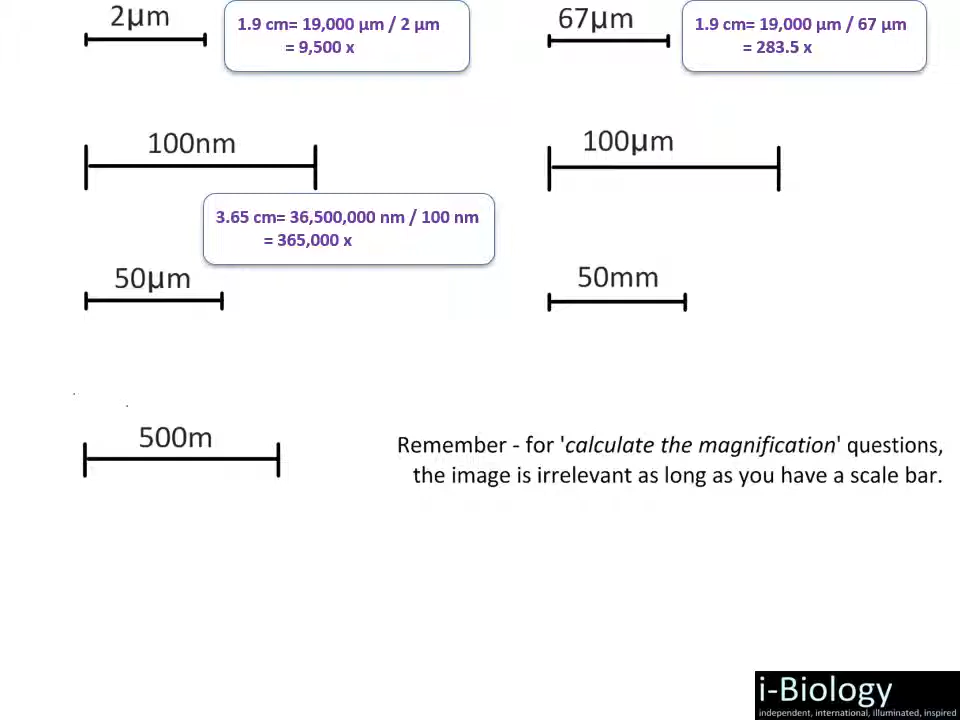 2µm
1.9 cm= 19,000 µm / 2 µm
= 9,500 x
67µm
1.9 cm= 19,000 µm / 67 µm
= 283.5 x
100nm
100µm
3.65 cm= 36,500,000 nm / 100 nm
= 365,000 x
50µm
50mm
500m
Remember - for 'calculate the magnification' questions,
the image is irrelevant as long as you have a scale bar.
i-Biology
independent, international, illuminated, inspired